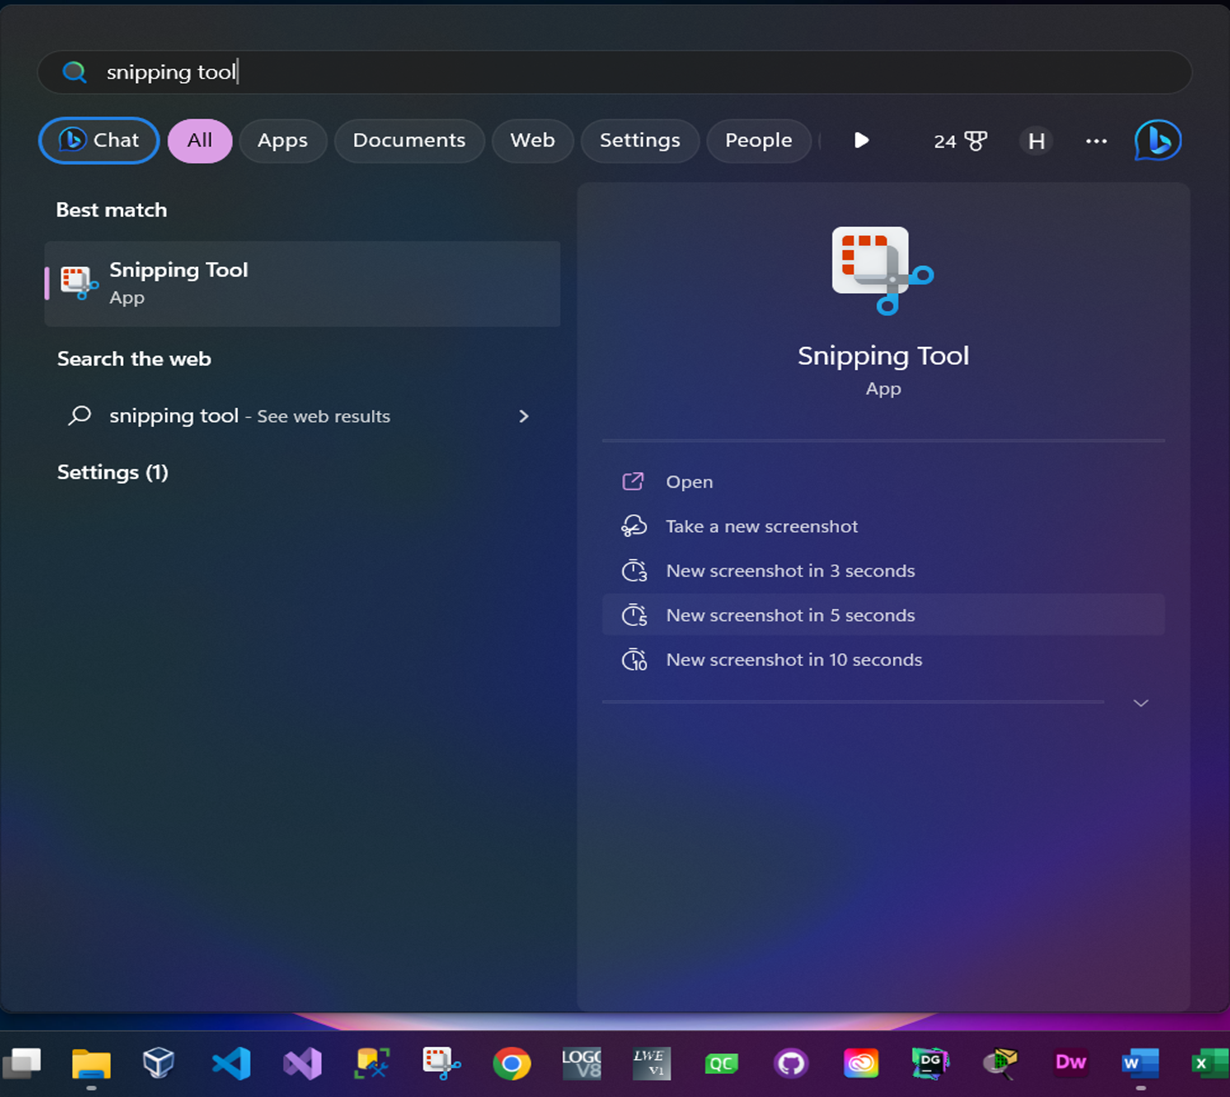 snipping tool
Chat All Apps Documents Web Settings People 24 H
Best match
Snipping Tool
App
Search the web
snipping tool - See web results
Settings (1)
Snipping Tool
App
Open
Take a new screenshot
New screenshot in 3 seconds
New screenshot in 5 seconds
New screenshot in 10 seconds
LOGO
V8
LWE
V1
QC
DG
Dw
W
X